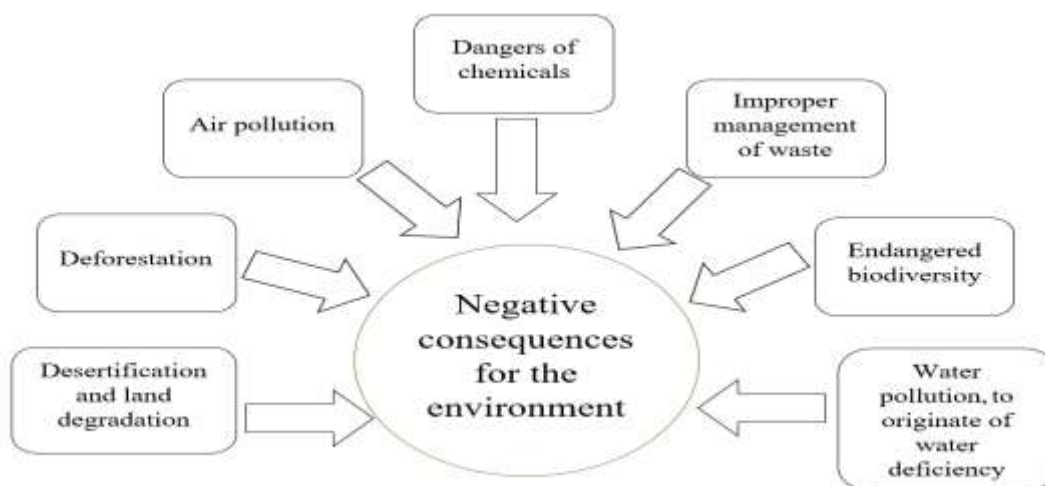 Dangers of
chemicals
Air pollution
Improper
management
of waste
Deforestation
Endangered
biodiversity
Negative
consequences
for the
environment
Desertification
and land
degradation
Water
pollution, to
originate of
water
deficiency